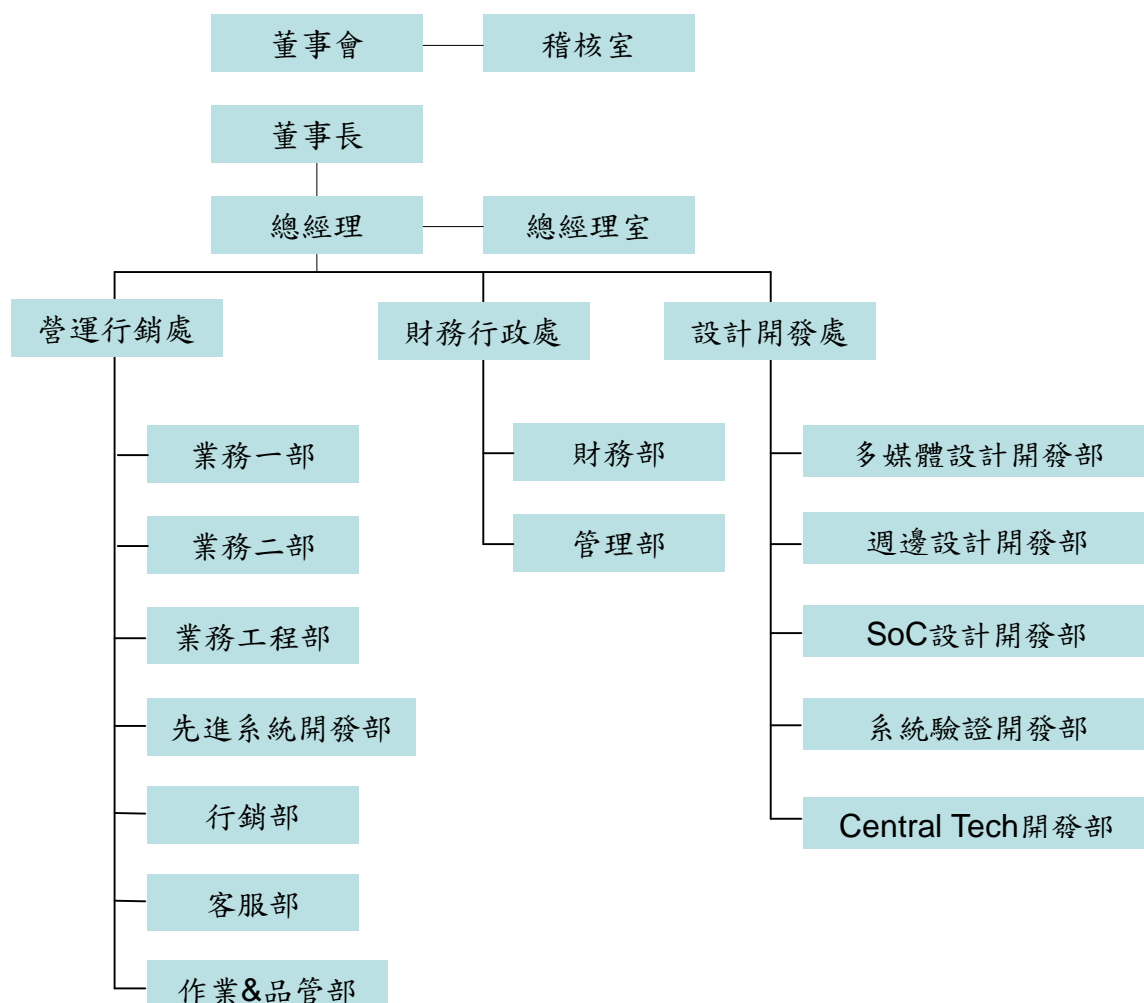 董事會
稽核室
董事長
總經理
總經理室
營運行銷處
財務行政處
設計開發處
業務一部
業務二部
業務工程部
先進系統開發部
行銷部
客服部
作業&品管部
財務部
管理部
多媒體設計開發部
週邊設計開發部
SoC設計開發部
系統驗證開發部
Central Tech開發部